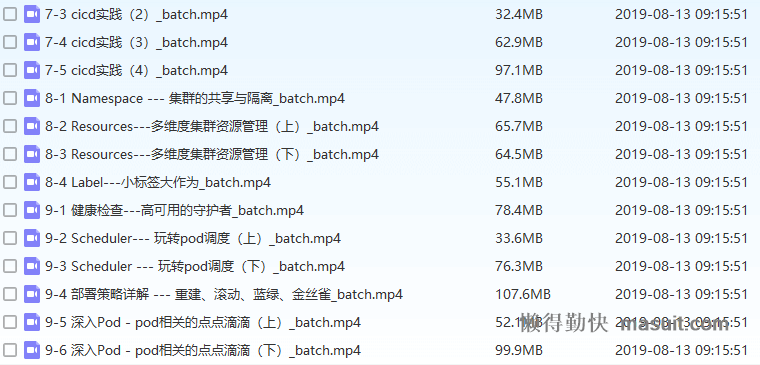 7-3 cicd实践（2）_batch.mp4 32.4MB 2019-08-13 09:15:51
7-4 cicd实践（3）_batch.mp4 62.9MB 2019-08-13 09:15:51
7-5 cicd实践（4）_batch.mp4 97.1MB 2019-08-13 09:15:51
8-1 Namespace --- 集群的共享与隔离_batch.mp4 47.8MB 2019-08-13 09:15:51
8-2 Resources---多维度集群资源管理（上）_batch.mp4 65.7MB 2019-08-13 09:15:51
8-3 Resources---多维度集群资源管理（下）_batch.mp4 64.5MB 2019-08-13 09:15:51
8-4 Label---小标签大作为_batch.mp4 55.1MB 2019-08-13 09:15:51
9-1 健康检查---高可用的守护者_batch.mp4 78.4MB 2019-08-13 09:15:51
9-2 Scheduler--- 玩转pod调度（上）_batch.mp4 33.6MB 2019-08-13 09:15:51
9-3 Scheduler --- 玩转pod调度（下）_batch.mp4 76.3MB 2019-08-13 09:15:51
9-4 部署策略详解 --- 重建、滚动、蓝绿、金丝雀_batch.mp4 107.6MB 2019-08-13 09:15:51
9-5 深入Pod - pod相关的点点滴滴（上）_batch.mp4 52.1MB 2019-08-13 09:15:51
懒得勤快 masuit.com
9-6 深入Pod - pod相关的点点滴滴（下）_batch.mp4 99.9MB 2019-08-13 09:15:51